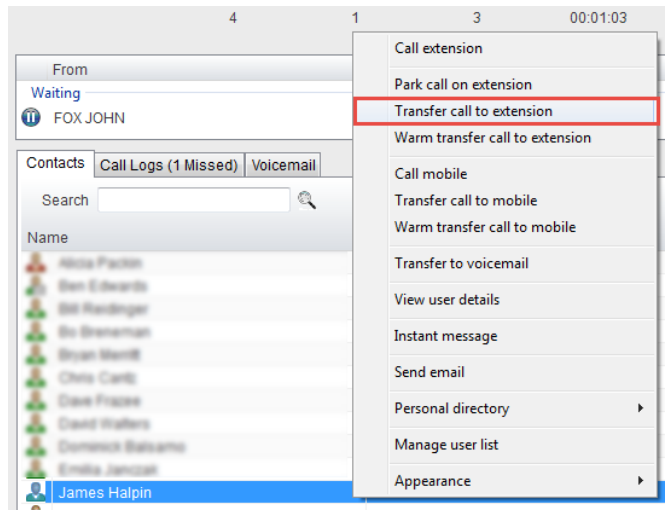 4 1 3 00:01:03
From
Waiting
FOX JOHN
Contacts Call Logs (1 Missed) Voicemail
Search
Name
James Halpin
Call extension
Park call on extension
Transfer call to extension
Warm transfer call to extension
Call mobile
Transfer call to mobile
Warm transfer call to mobile
Transfer to voicemail
View user details
Instant message
Send email
Personal directory
Manage user list
Appearance